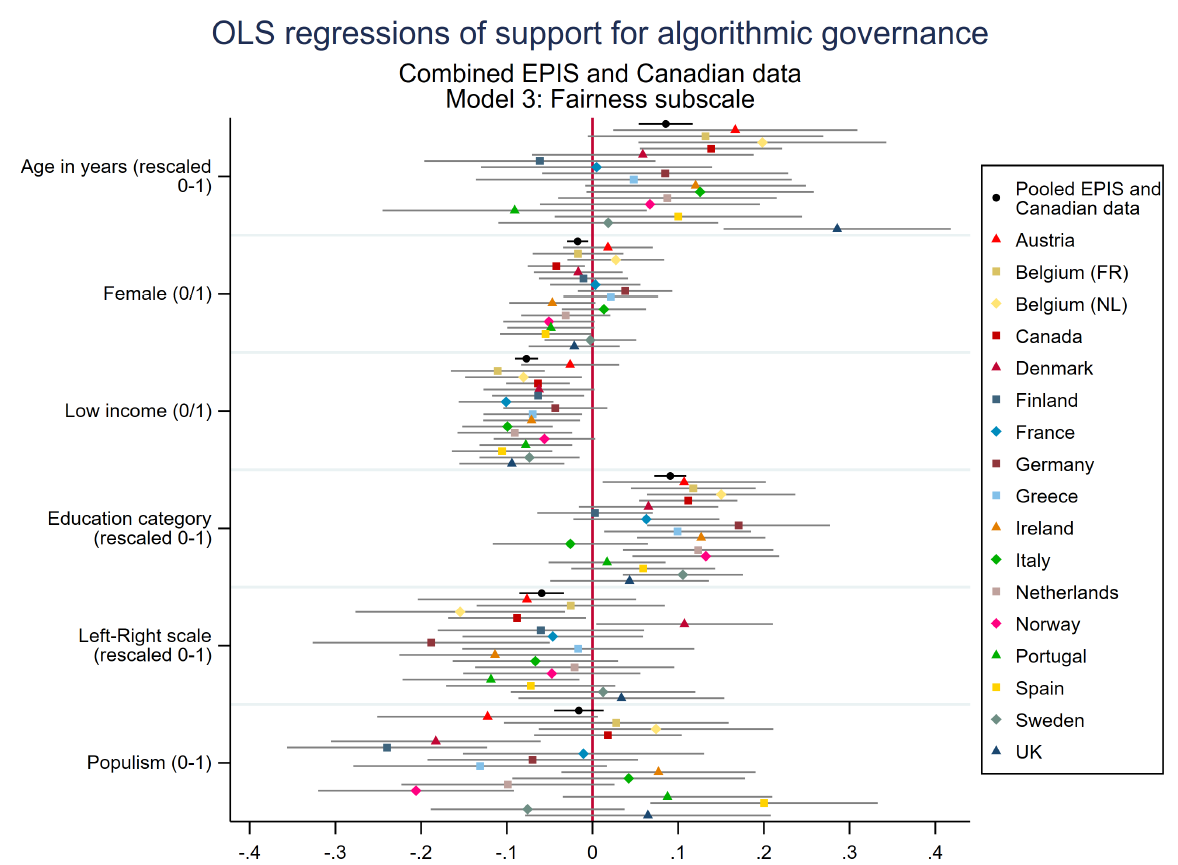 OLS regressions of support for algorithmic governance
Combined EPIS and Canadian data
Model 3: Fairness subscale
Age in years (rescaled
0-1)
Female (0/1)
Low income (0/1)
Education category
(rescaled 0-1)
Left-Right scale
(rescaled 0-1)
Populism (0-1)
-.4
-.3
-.2
-.1
0
.1
.2
.3
.4
Pooled EPIS and
Canadian data
Austria
Belgium (FR)
Belgium (NL)
Canada
Denmark
Finland
France
Germany
Greece
Ireland
Italy
Netherlands
Norway
Portugal
Spain
Sweden
UK